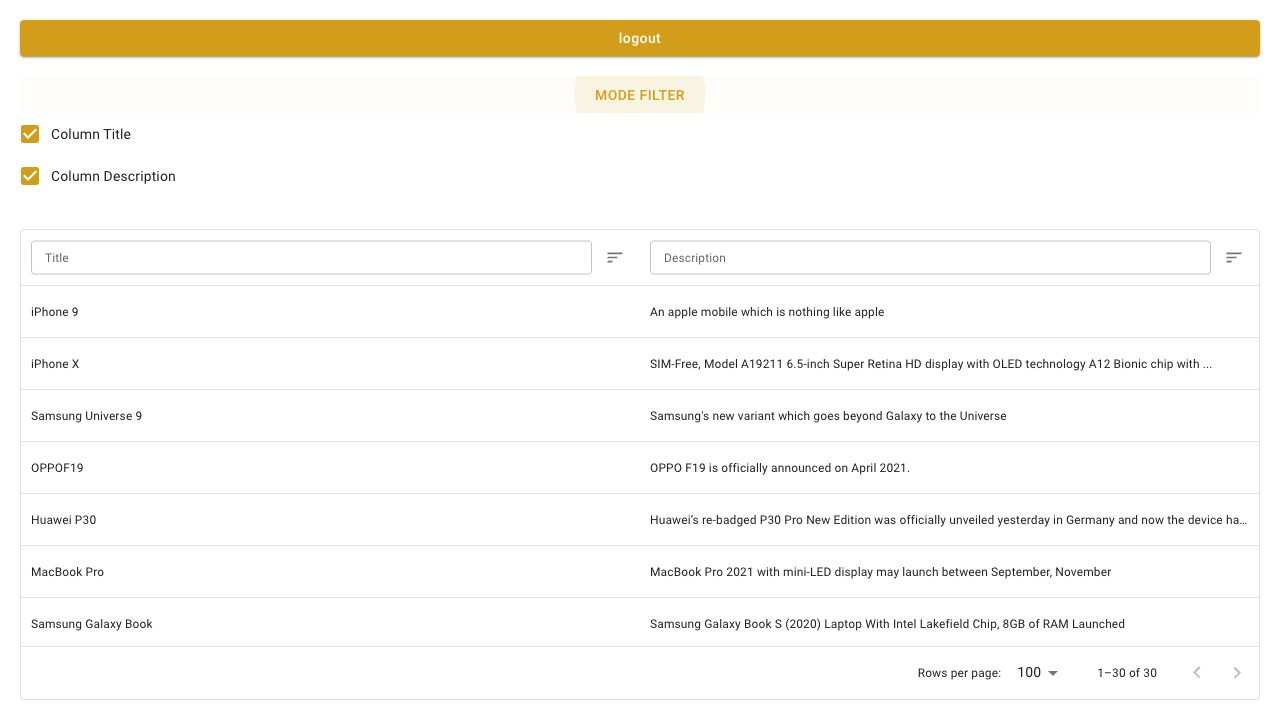 logout
MODE FILTER
Column Title
Column Description
Title
Description
iPhone 9
An apple mobile which is nothing like apple
iPhone X
SIM-Free, Model A19211 6.5-inch Super Retina HD display with OLED technology A12 Bionic chip with ...
Samsung Universe 9
Samsung's new variant which goes beyond Galaxy to the Universe
OPPOF19
OPPO F19 is officially announced on April 2021.
Huawei P30
Huawei’s re-badged P30 Pro New Edition was officially unveiled yesterday in Germany and now the device ha...
MacBook Pro
MacBook Pro 2021 with mini-LED display may launch between September, November
Samsung Galaxy Book
Samsung Galaxy Book S (2020) Laptop With Intel Lakefield Chip, 8GB of RAM Launched
Rows per page: 100 1–30 of 30